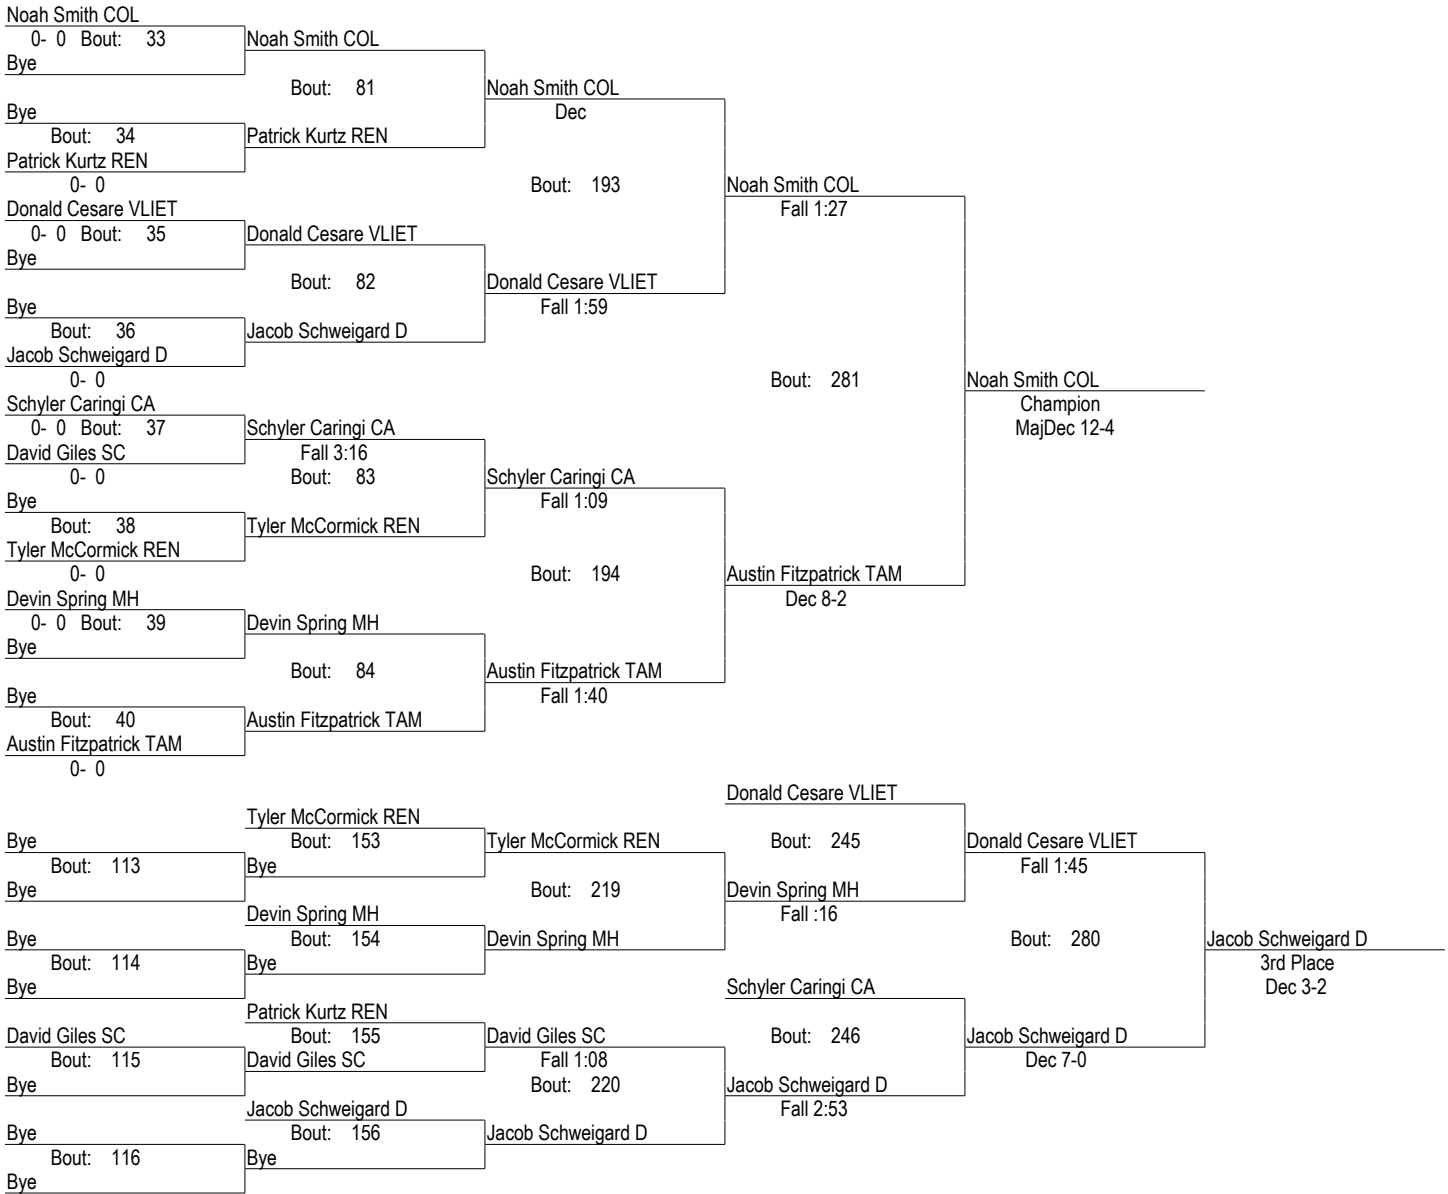 Noah Smith COL
0- 0 Bout: 33 Noah Smith COL
Bye
Bout: 81 Noah Smith COL
Bye Dec
Bout: 34 Patrick Kurtz REN
Patrick Kurtz REN
0- 0 Bout: 193 Noah Smith COL
Donald Cesare VLIET Fall 1:27
0- 0 Bout: 35 Donald Cesare VLIET
Bye
Bout: 82 Donald Cesare VLIET
Bye Fall 1:59
Bout: 36 Jacob Schweigard D
Jacob Schweigard D
0- 0 Bout: 281 Noah Smith COL
Schyler Caringi CA Champion
0- 0 Bout: 37 Schyler Caringi CA MajDec 12-4
David Giles SC Fall 3:16
0- 0 Bout: 83 Schyler Caringi CA
Bye Fall 1:09
Bout: 38 Tyler McCormick REN
Tyler McCormick REN
0- 0 Bout: 194 Austin Fitzpatrick TAM
Devin Spring MH Dec 8-2
0- 0 Bout: 39 Devin Spring MH
Bye
Bout: 84 Austin Fitzpatrick TAM
Bye Fall 1:40
Bout: 40 Austin Fitzpatrick TAM
Austin Fitzpatrick TAM
0- 0
Donald Cesare VLIET
Tyler McCormick REN
Bye Bout: 153 Tyler McCormick REN Bout: 245 Donald Cesare VLIET
Bout: 113 Bye Fall 1:45
Bye Bout: 219 Devin Spring MH
Devin Spring MH Fall :16
Bye Bout: 154 Devin Spring MH Bout: 280 Jacob Schweigard D
Bout: 114 Bye 3rd Place
Bye Schyler Caringi CA Dec 3-2
Patrick Kurtz REN
David Giles SC Bout: 155 David Giles SC Bout: 246 Jacob Schweigard D
Bout: 115 David Giles SC Fall 1:08 Dec 7-0
Bye Bout: 220 Jacob Schweigard D
Jacob Schweigard D Fall 2:53
Bye Bout: 156 Jacob Schweigard D
Bout: 116 Bye
Bye